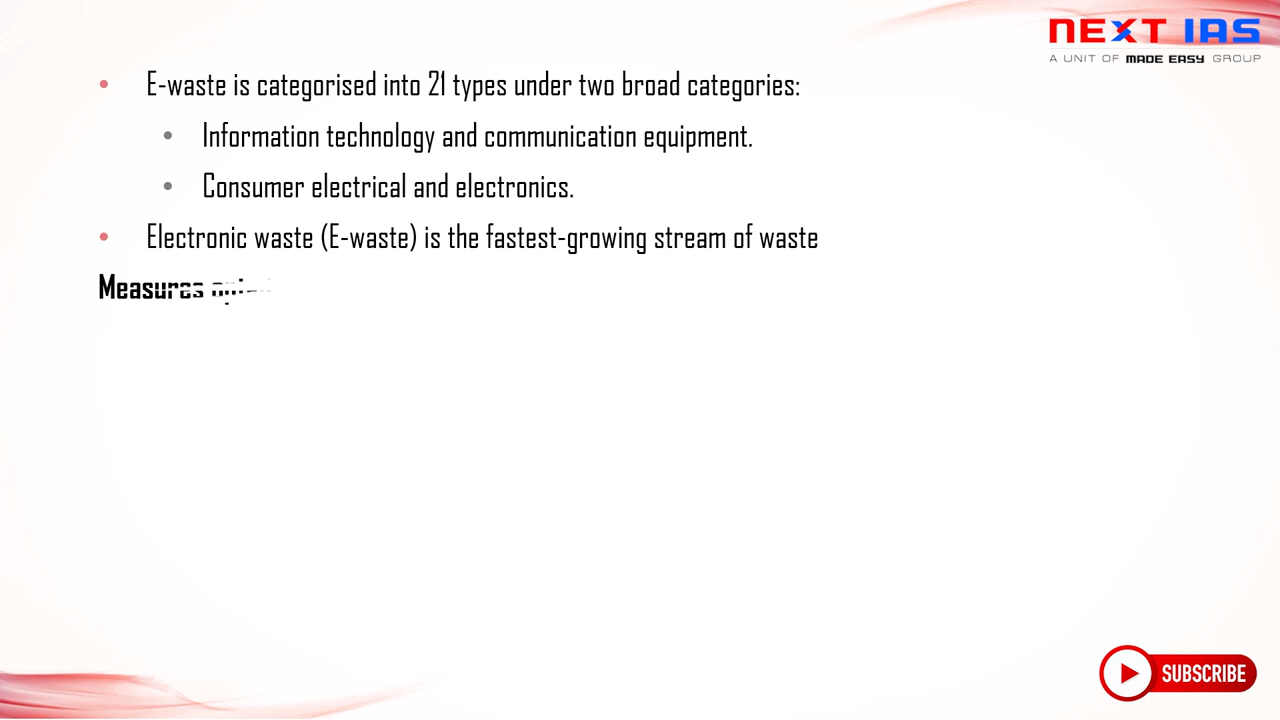 NEXT IAS
A UNIT OF MADE EASY GROUP
• E-waste is categorised into 21 types under two broad categories:
• Information technology and communication equipment.
• Consumer electrical and electronics.
• Electronic waste (E-waste) is the fastest-growing stream of waste
Measures
SUBSCRIBE